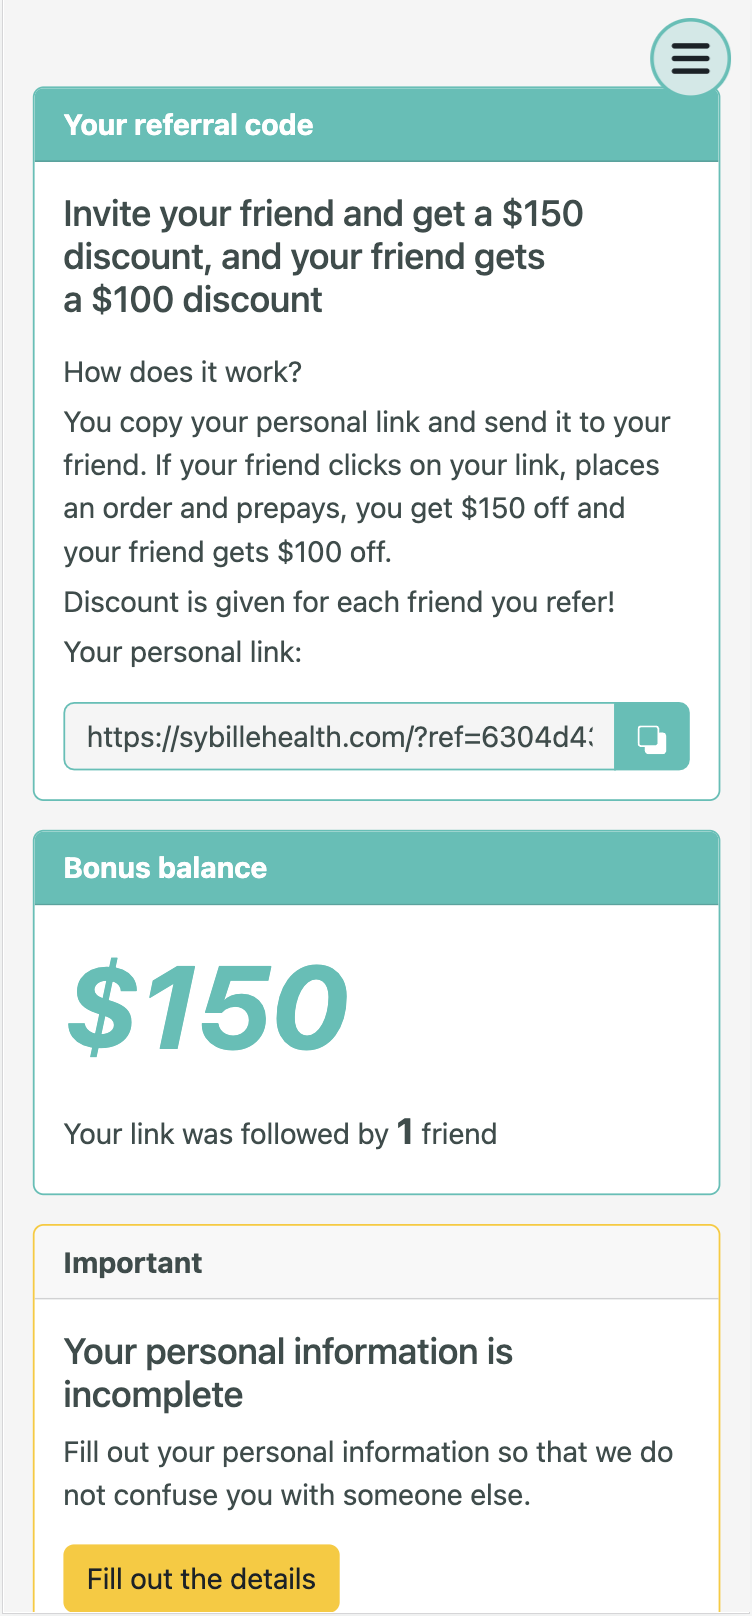 Your referral code
Invite your friend and get a $150
discount, and your friend gets
a $100 discount
How does it work?
You copy your personal link and send it to your
friend. If your friend clicks on your link, places
an order and prepays, you get $150 off and
your friend gets $100 off.
Discount is given for each friend you refer!
Your personal link:
https://sybillehealth.com/?ref=6304d4
Bonus balance
$150
Your link was followed by 1 friend
Important
Your personal information is
incomplete
Fill out your personal information so that we do
not confuse you with someone else.
Fill out the details